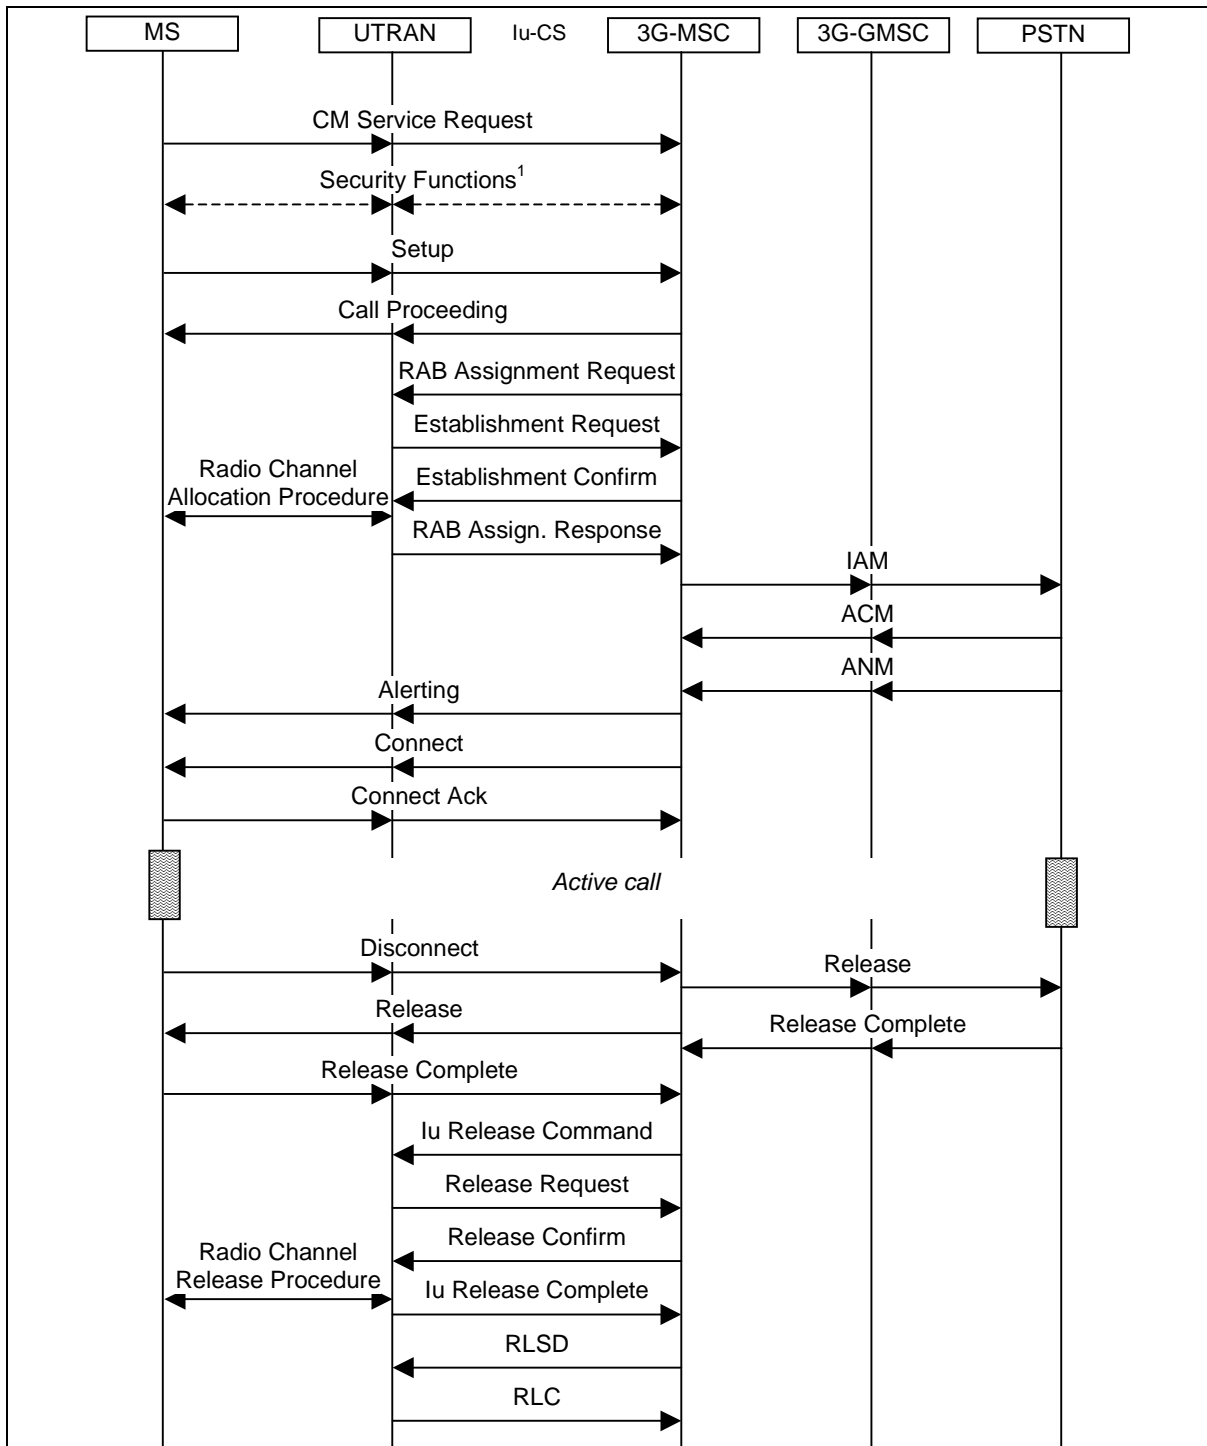 MS UTRAN Iu-CS 3G-MSC 3G-GMSC PSTN
CM Service Request
Security Functions¹
Setup
Call Proceeding
RAB Assignment Request
Establishment Request
Radio Channel
Allocation Procedure
Establishment Confirm
RAB Assign. Response
IAM
ACM
ANM
Alerting
Connect
Connect Ack
Active call
Disconnect
Release
Release
Release Complete
Release Complete
Iu Release Command
Release Request
Release Confirm
Radio Channel
Release Procedure
Iu Release Complete
RLSD
RLC